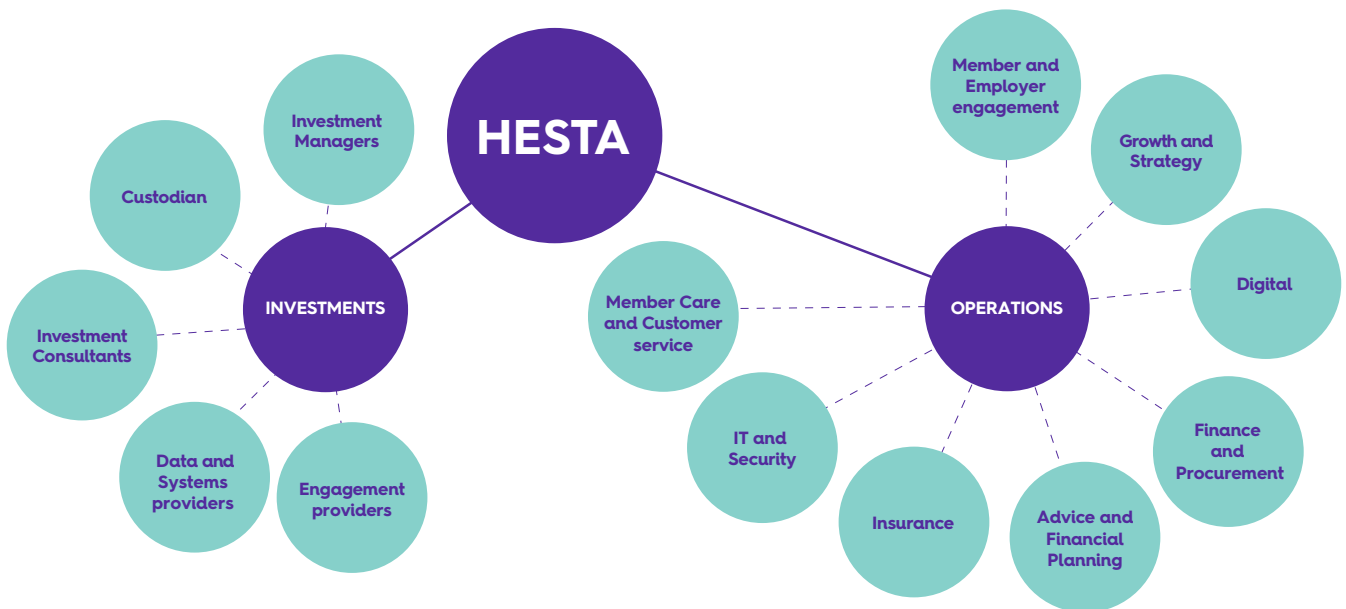 HESTA
INVESTMENTS
Investment
Managers
Custodian
Investment
Consultants
Data and
Systems
providers
Engagement
providers
OPERATIONS
Member and
Employer
engagement
Growth and
Strategy
Digital
Finance
and
Procurement
Advice and
Financial
Planning
Insurance
IT and
Security
Member Care
and Customer
service